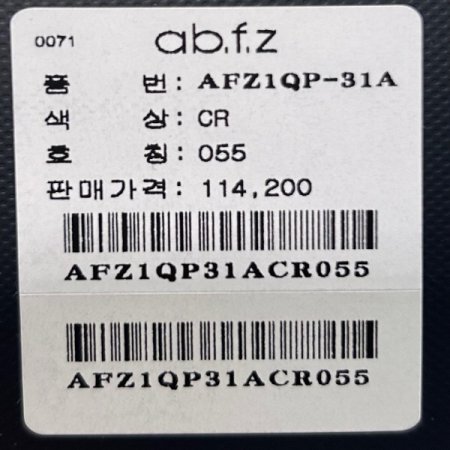 0071 ab.f.z
품 번: AFZ1QP-31A
색 상: CR
호 칭: 055
판매가격: 114,200
AFZ1QP31ACR055
AFZ1QP31ACR055